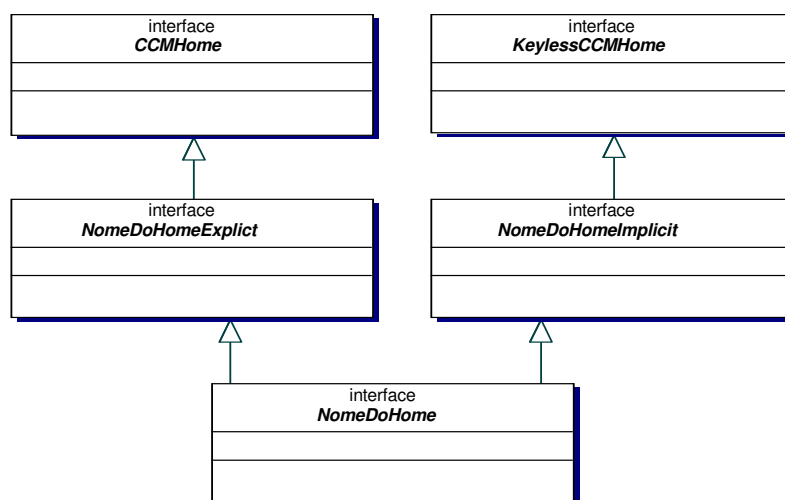 interface
CCMHome
interface
KeylessCCMHome
interface
NomeDoHomeExplict
interface
NomeDoHomeImplicit
interface
NomeDoHome